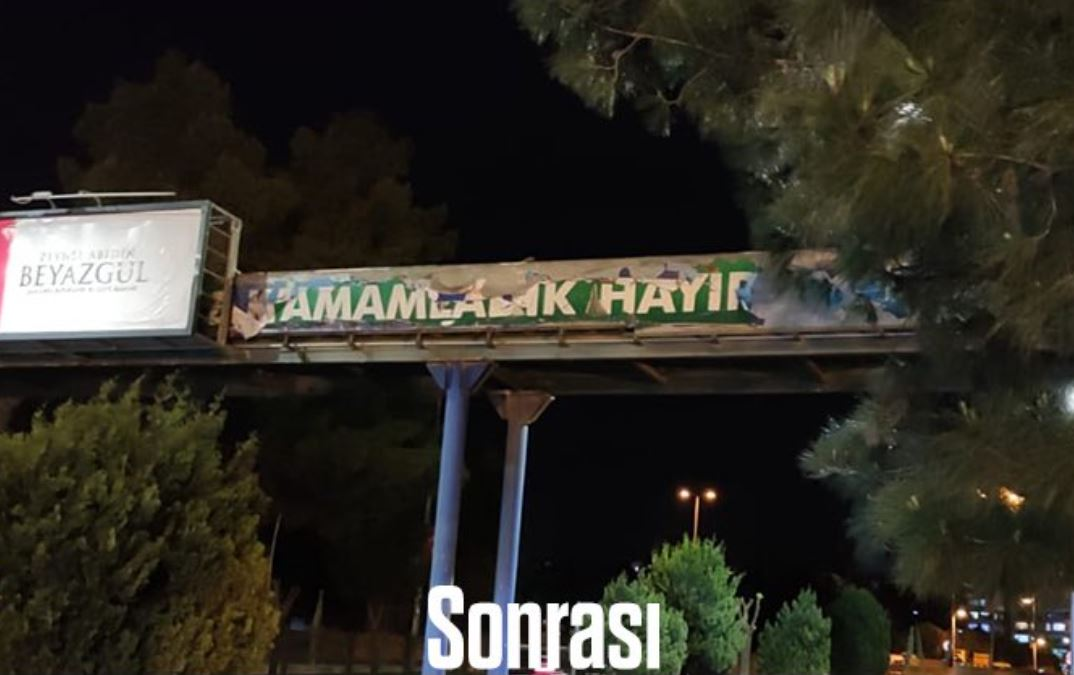 ZEYNEL ABİDİN
BEYAZGÜL
TAMAMLADIK HAYIR
Sonrası